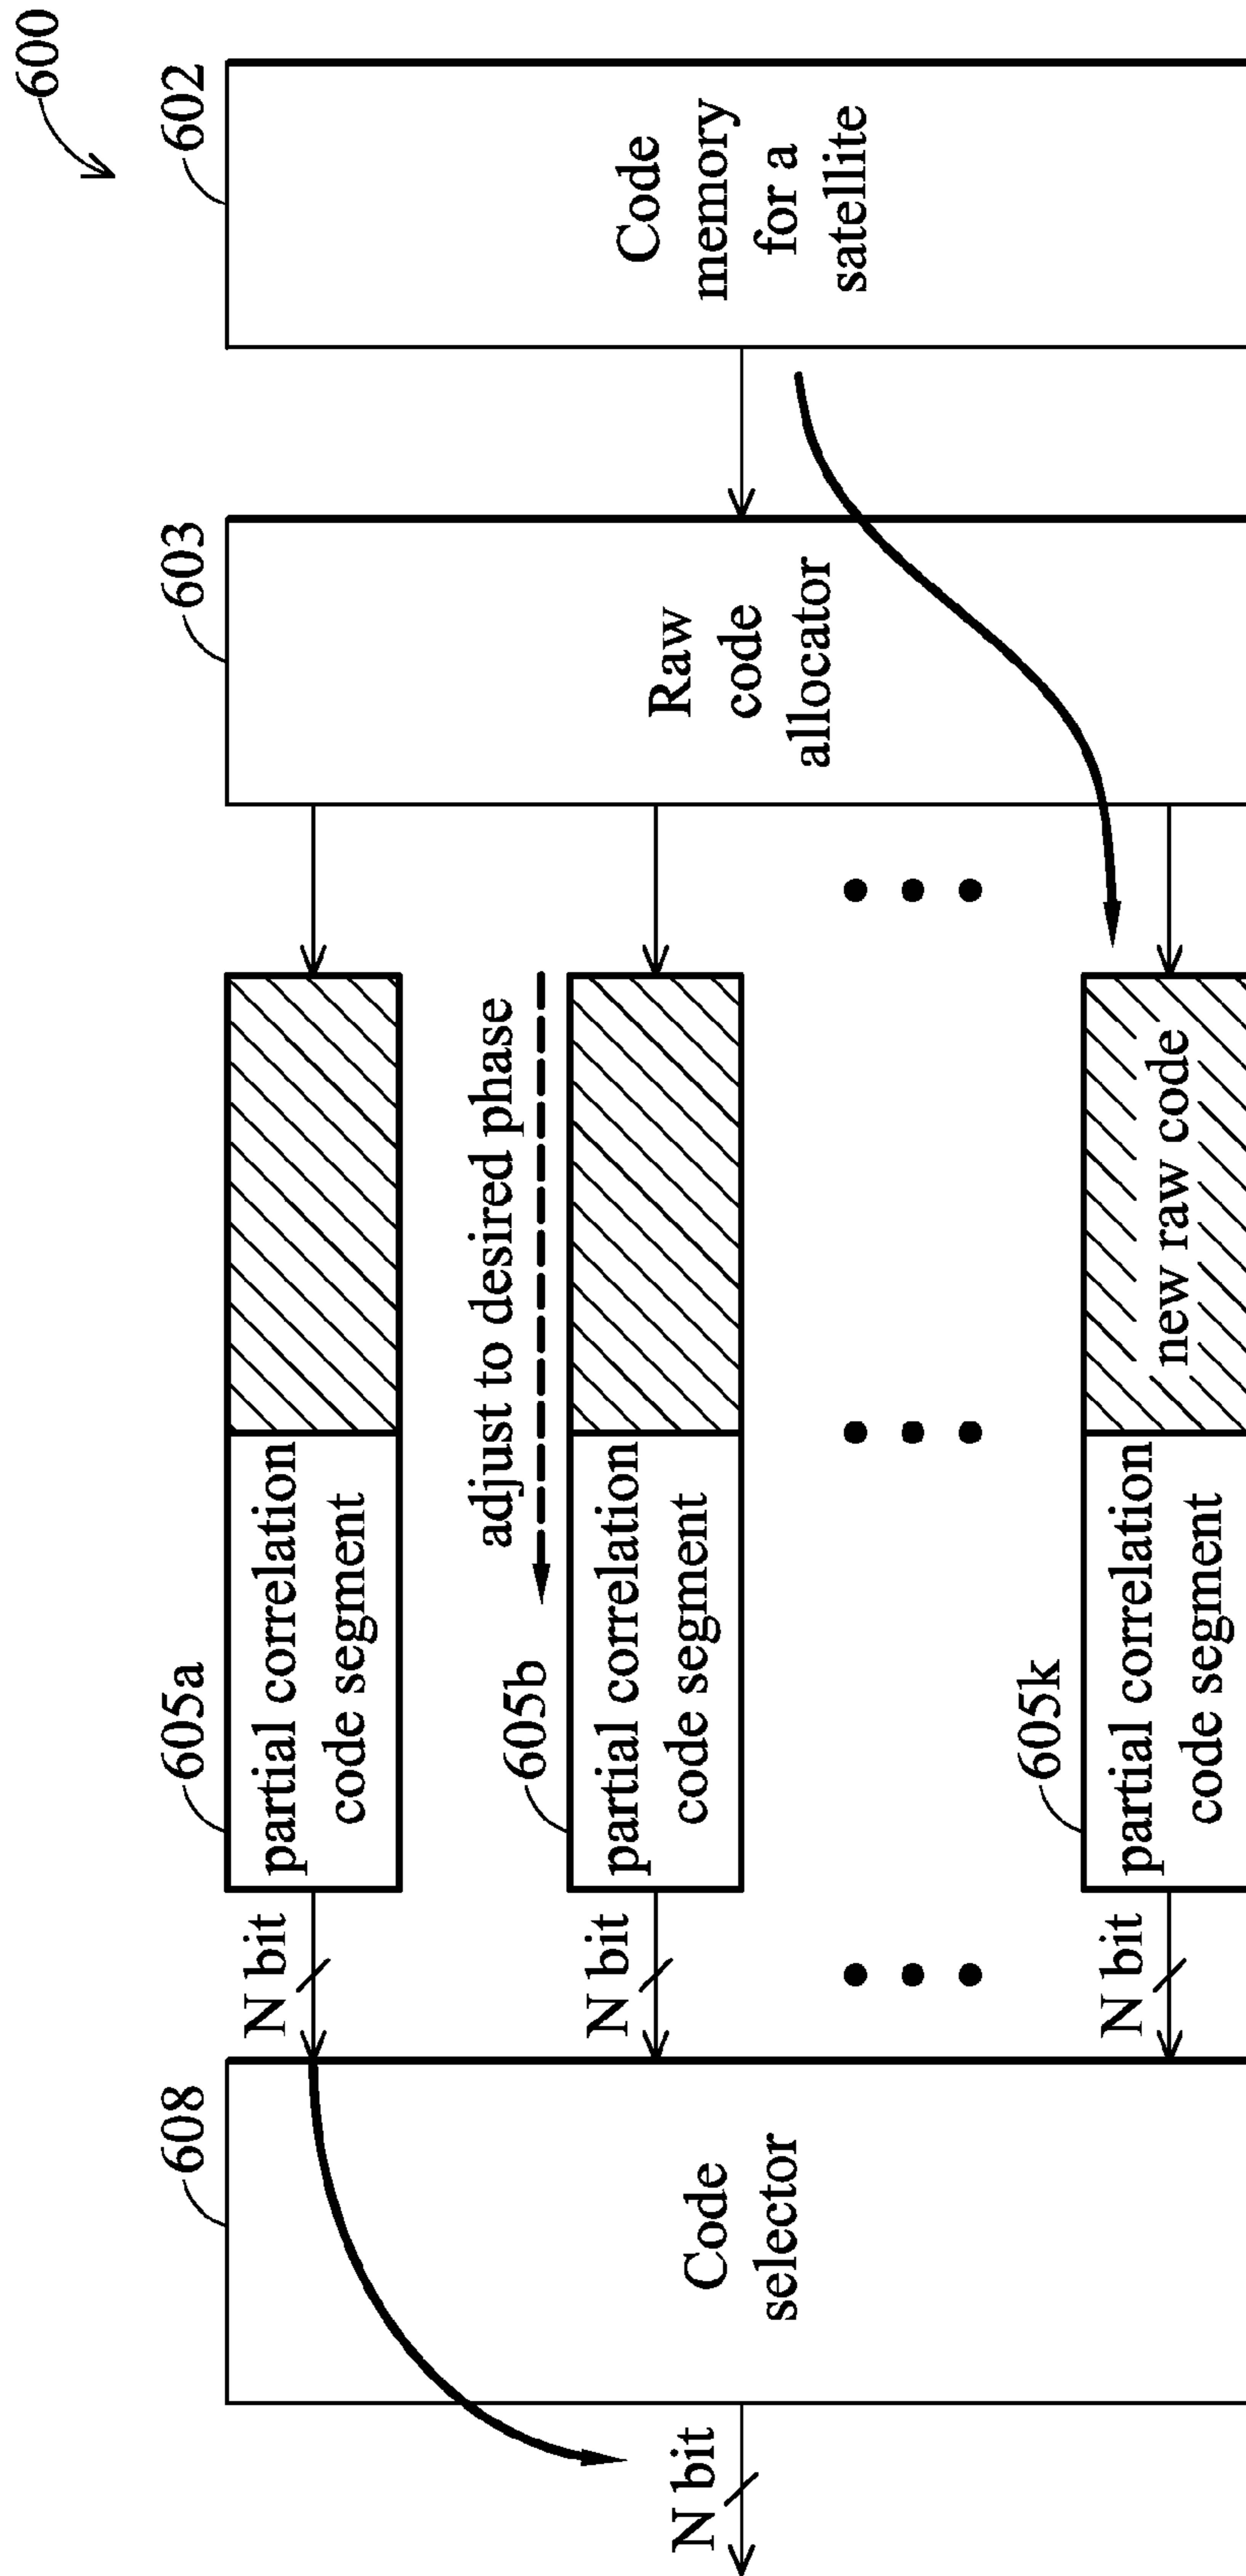 600
602
Code
memory
for a
satellite
603
Raw
code
allocator
adjust to desired phase
new raw code
605a
partial correlation
code segment
605b
partial correlation
code segment
605k
partial correlation
code segment
N bit
N bit
N bit
608
Code
selector
N bit